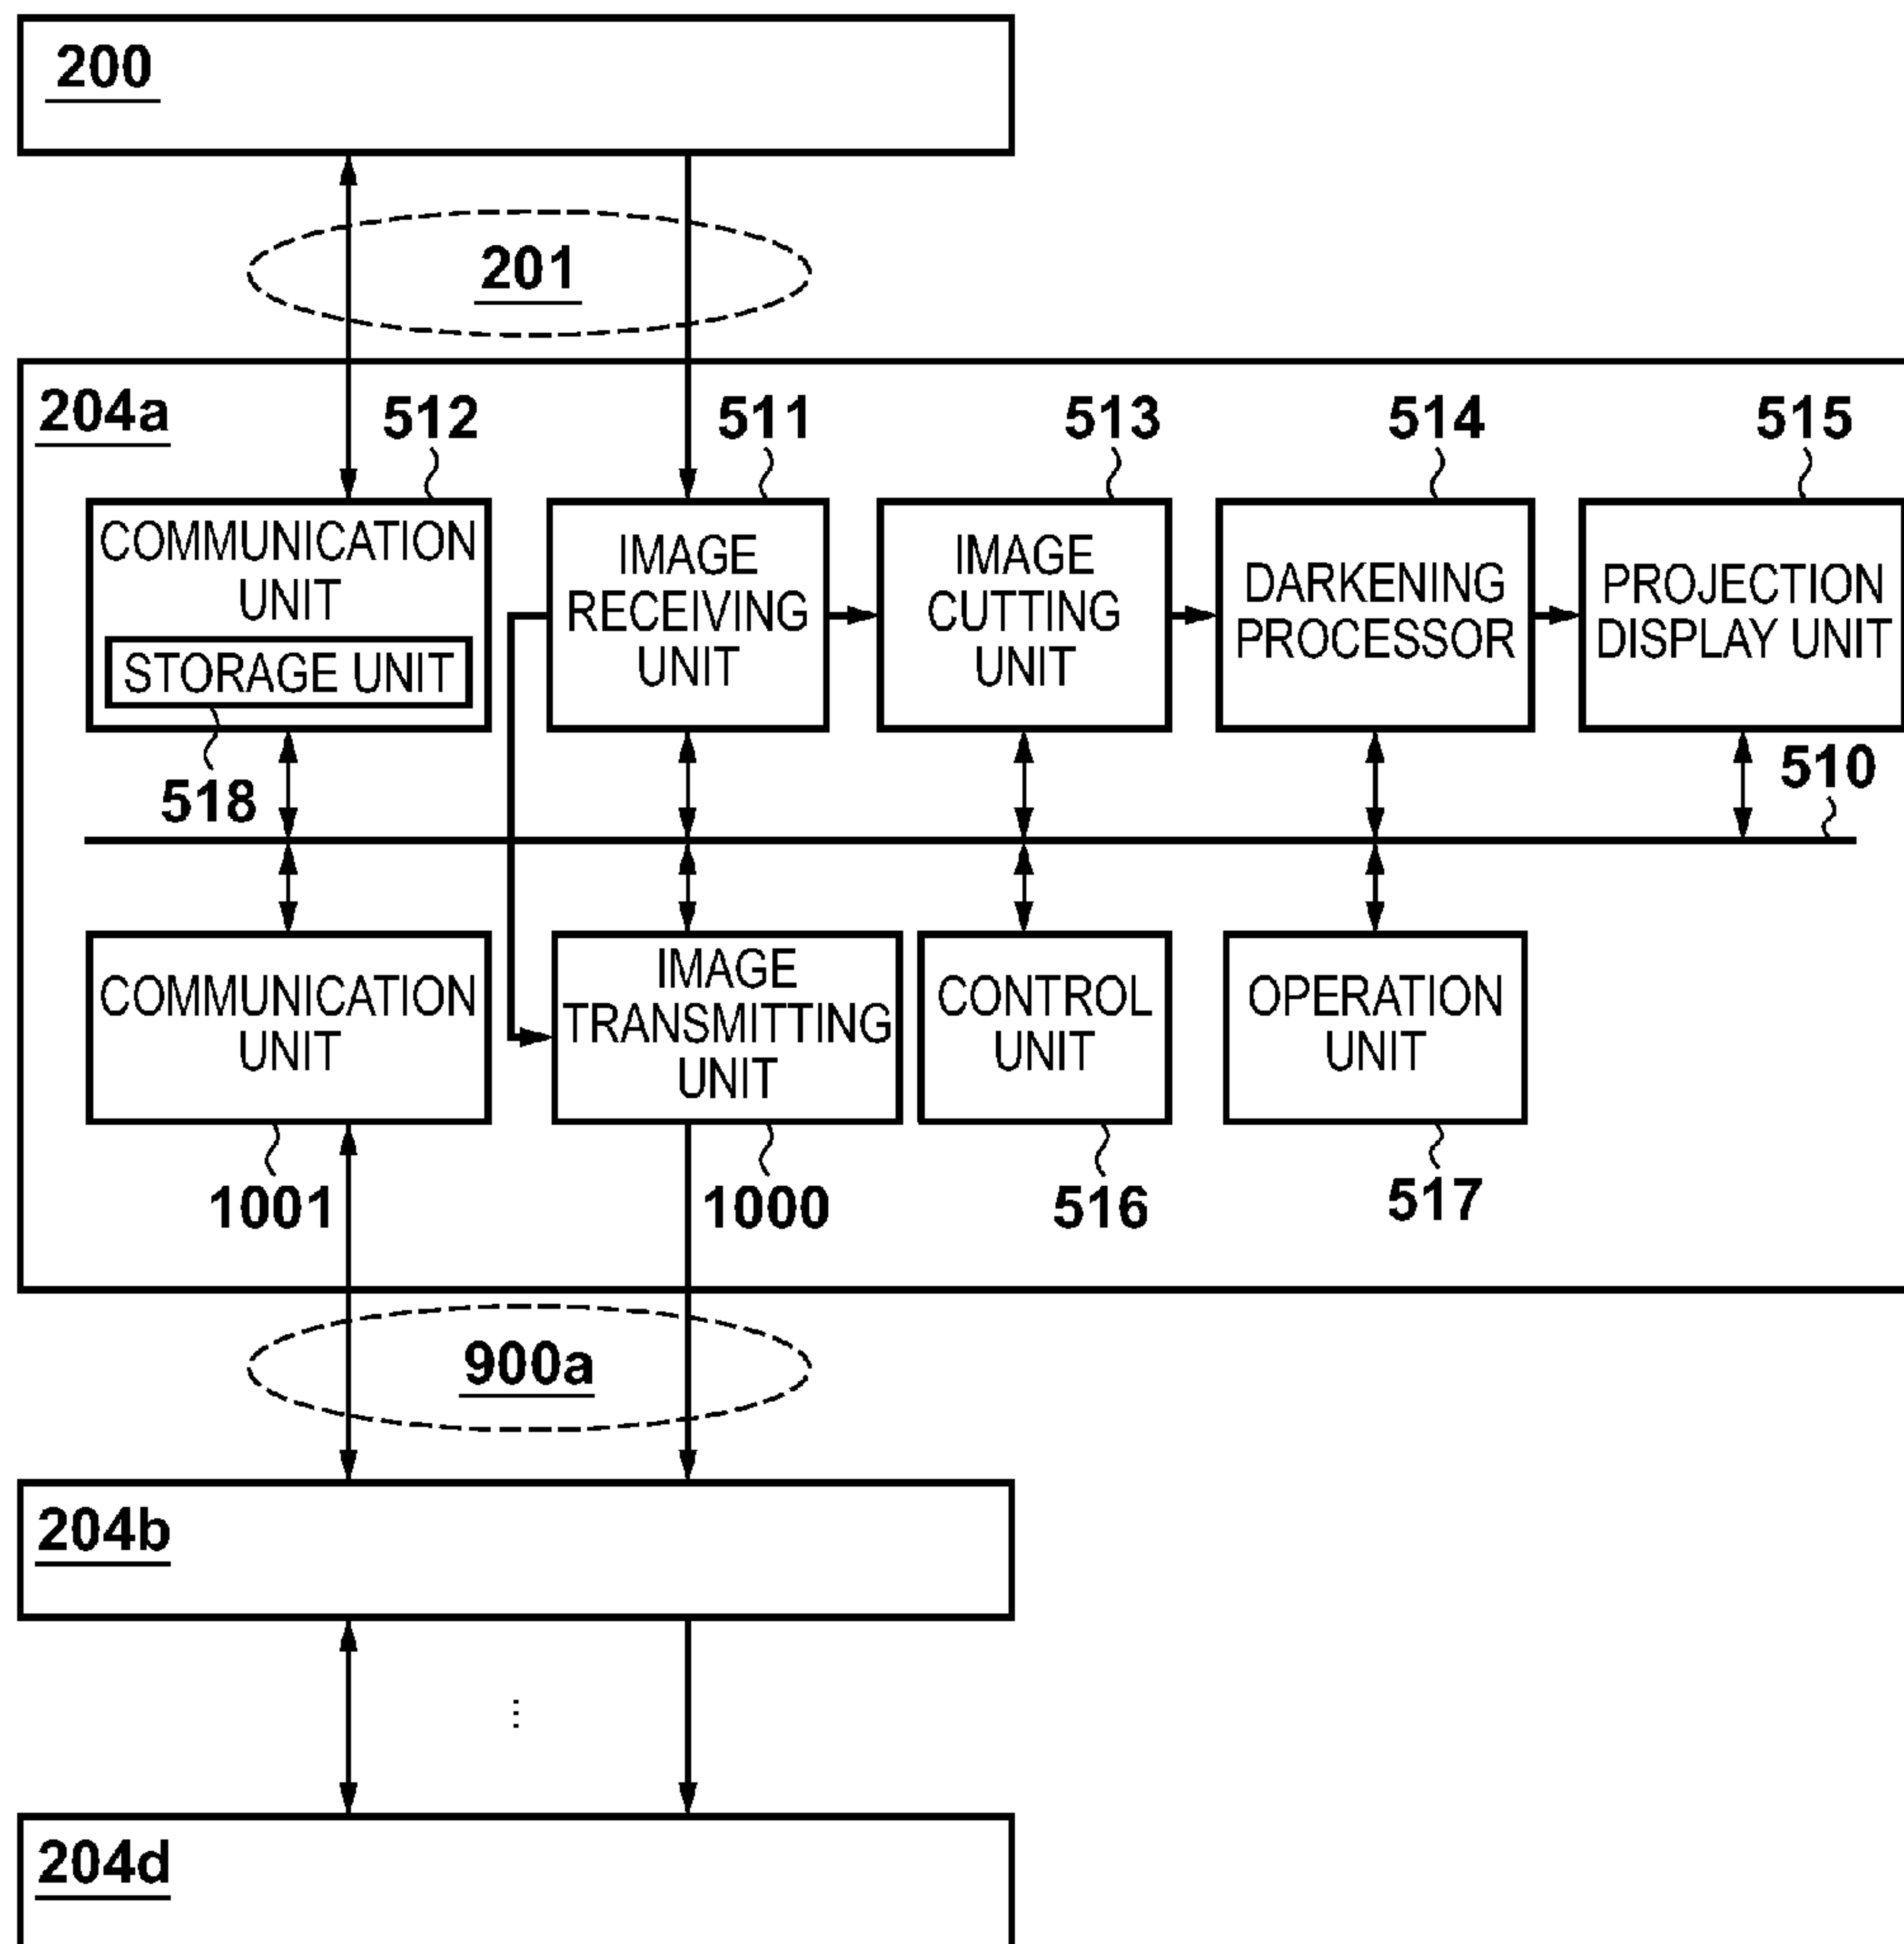 200
201
204a
512
511
513
514
515
COMMUNICATION
UNIT
STORAGE UNIT
IMAGE
RECEIVING
UNIT
IMAGE
CUTTING
UNIT
DARKENING
PROCESSOR
PROJECTION
DISPLAY UNIT
518
510
COMMUNICATION
UNIT
IMAGE
TRANSMITTING
UNIT
CONTROL
UNIT
OPERATION
UNIT
1001
1000
516
517
900a
204b
...
204d